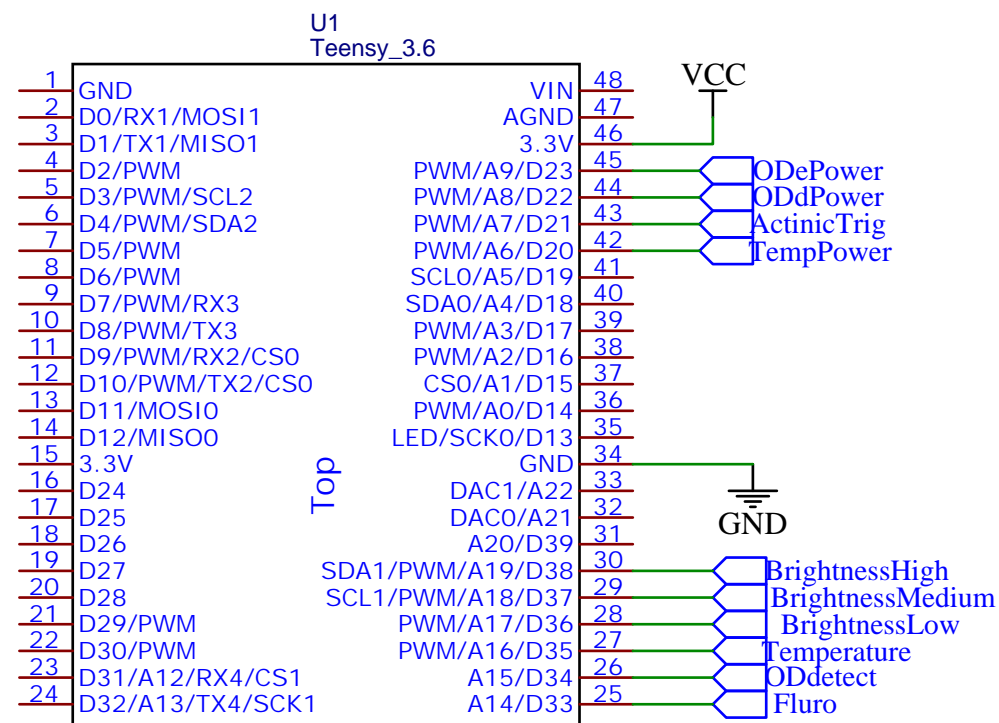 U1
Teensy_3.6
1 GND VIN 48 VCC
2 D0/RX1/MOSI1 AGND 47
3 D1/TX1/MISO1 3.3V 46
4 D2/PWM PWM/A9/D23 45 ODePower
5 D3/PWM/SCL2 PWM/A8/D22 44 ODdPower
6 D4/PWM/SDA2 PWM/A7/D21 43 ActinicTrig
7 D5/PWM PWM/A6/D20 42 TempPower
8 D6/PWM SCL0/A5/D19 41
9 D7/PWM/RX3 SDA0/A4/D18 40
10 D8/PWM/TX3 PWM/A3/D17 39
11 D9/PWM/RX2/CS0 PWM/A2/D16 38
12 D10/PWM/TX2/CS0 CS0/A1/D15 37
13 D11/MOSI0 PWM/A0/D14 36
14 D12/MISO0 LED/SCK0/D13 35
15 3.3V GND 34
16 D24 DAC1/A22 33
17 D25 DAC0/A21 32 GND
18 D26 A20/D39 31
19 D27 SDA1/PWM/A19/D38 30 BrightnessHigh
20 D28 SCL1/PWM/A18/D37 29 BrightnessMedium
21 D29/PWM PWM/A17/D36 28 BrightnessLow
22 D30/PWM PWM/A16/D35 27 Temperature
23 D31/A12/RX4/CS1 A15/D34 26 ODdetect
24 D32/A13/TX4/SCK1 A14/D33 25 Fluro
Top